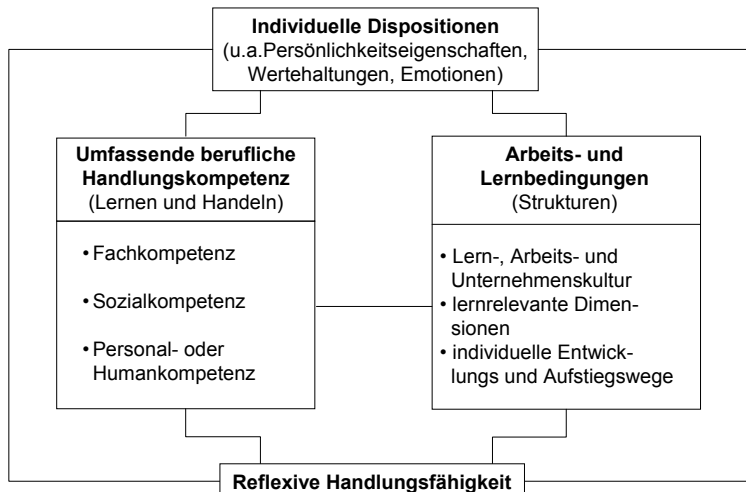 Individuelle Dispositionen
(u.a.Persönlichkeitseigenschaften,
Wertehaltungen, Emotionen)
Umfassende berufliche
Handlungskompetenz
(Lernen und Handeln)
• Fachkompetenz
• Sozialkompetenz
• Personal- oder
Humankompetenz
Arbeits- und
Lernbedingungen
(Strukturen)
• Lern-, Arbeits- und
Unternehmenskultur
• lernrelevante Dimen-
sionen
• individuelle Entwick-
lungs und Aufstiegswege
Reflexive Handlungsfähigkeit